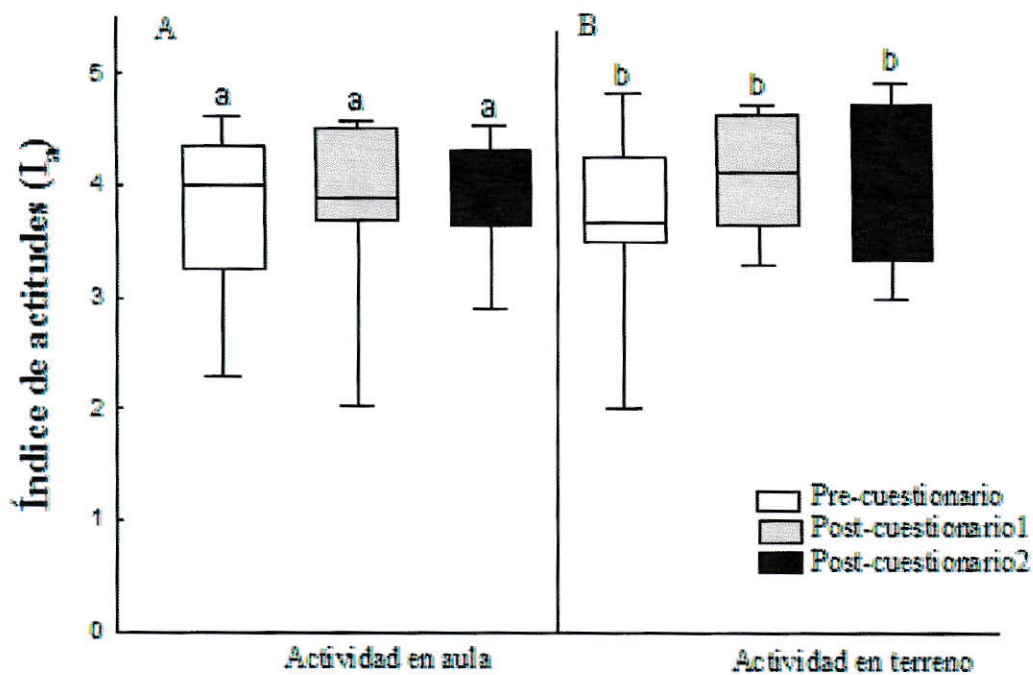 A
B
a
a
a
b
b
b
5
4
3
2
1
0
Índice de actitudes (Ia)
Pre-cuestionario
Post-cuestionario1
Post-cuestionario2
Actividad en aula
Actividad en terreno